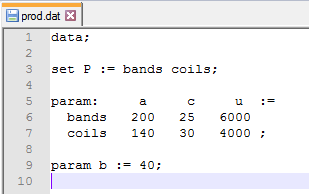 prod.dat
1 data;
2
3 set P := bands coils;
4
5 param: a c u :=
6 bands 200 25 6000
7 coils 140 30 4000 ;
8
9 param b := 40;
10